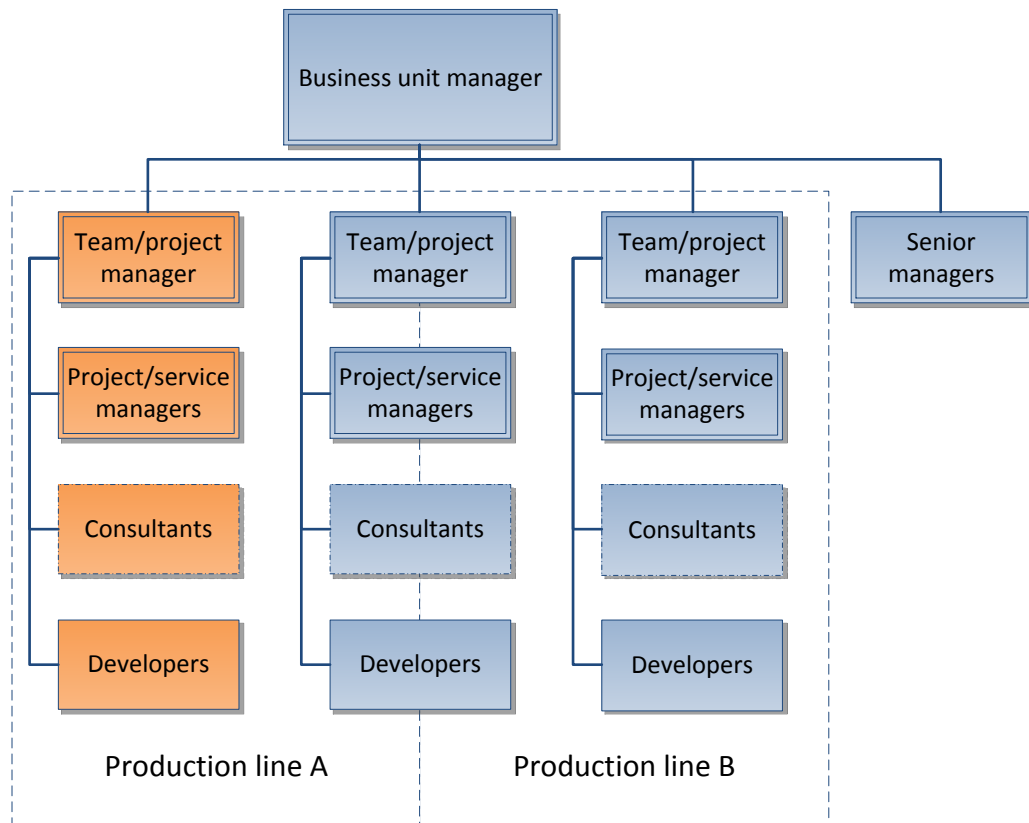 Business unit manager
Team/project
manager
Team/project
manager
Team/project
manager
Senior
managers
Project/service
managers
Project/service
managers
Project/service
managers
Consultants
Consultants
Consultants
Developers
Developers
Developers
Production line A
Production line B